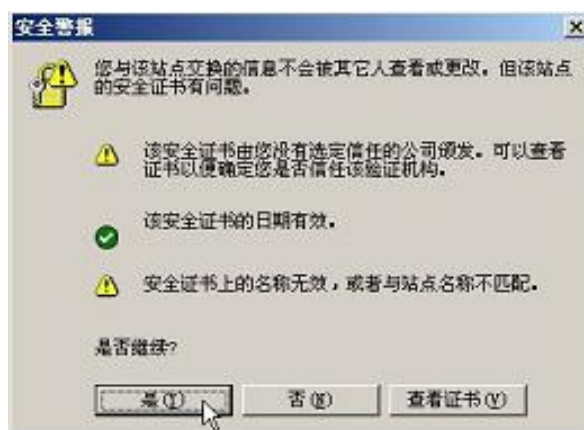 安全警报
您与该站点交换的信息不会被其它人查看或更改。但该站点
的安全证书有问题。
该安全证书由您没有选定信任的公司颁发。可以查看
证书以便确定您是否信任该验证机构。
该安全证书的日期有效。
安全证书上的名称无效，或者与站点名称不匹配。
是否继续?
是(Y) 否(N) 查看证书(V)